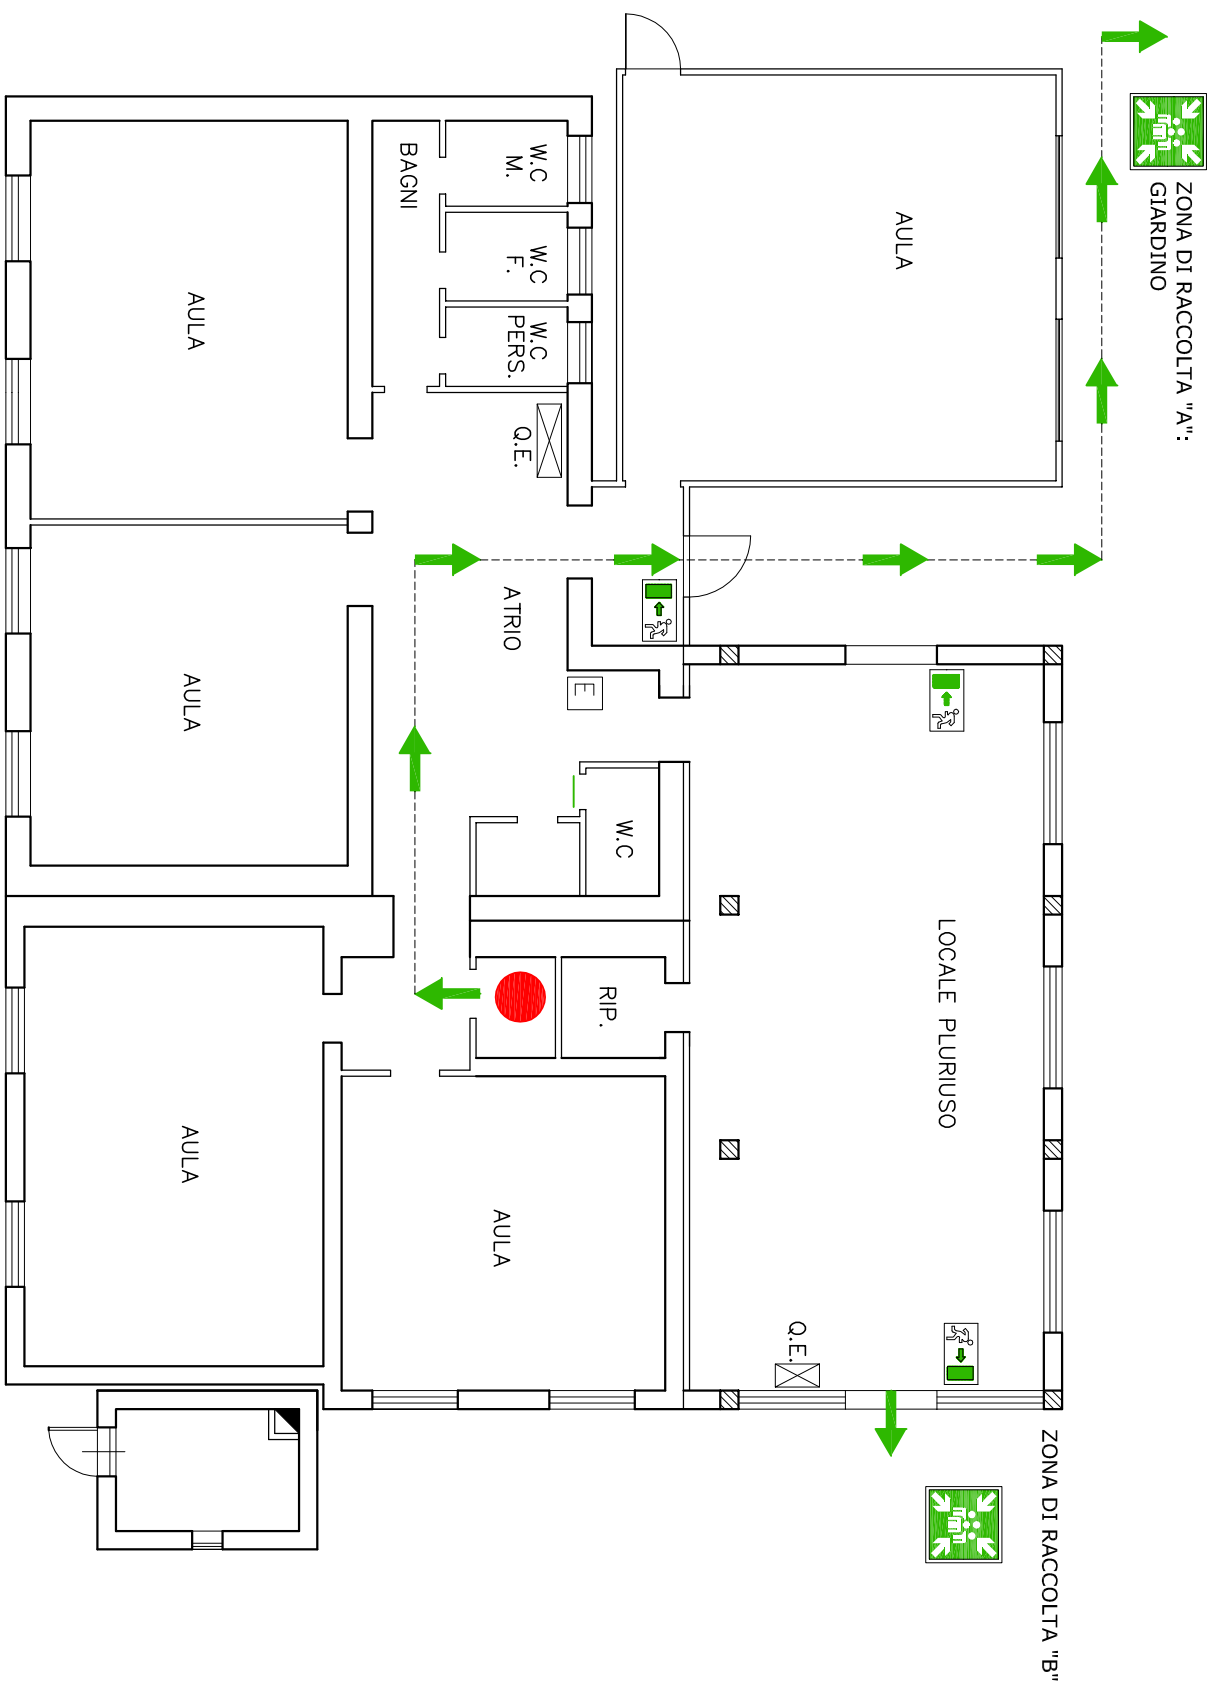 ZONA DI RACCOLTA "A":
GIARDINO
AULA
W.C
M.
W.C
F.
W.C
PERS.
BAGNI
Q.E.
AULA
ATRIO
E
AULA
W.C
LOCALE PLURIUSO
RIP.
AULA
AULA
Q.E.
ZONA DI RACCOLTA "B"